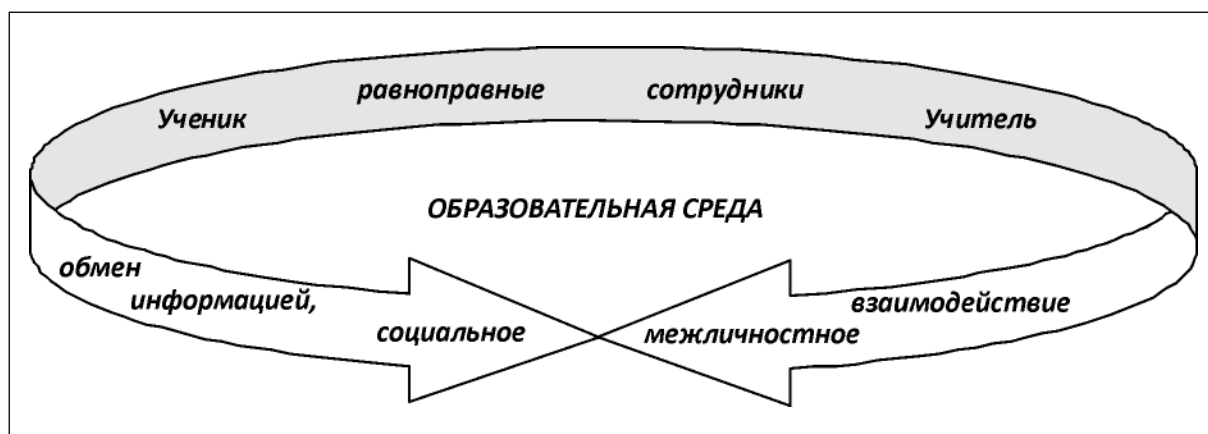 Ученик равноправные сотрудники Учитель
ОБРАЗОВАТЕЛЬНАЯ СРЕДА
обмен
информацией,
социальное
межличностное
взаимодействие